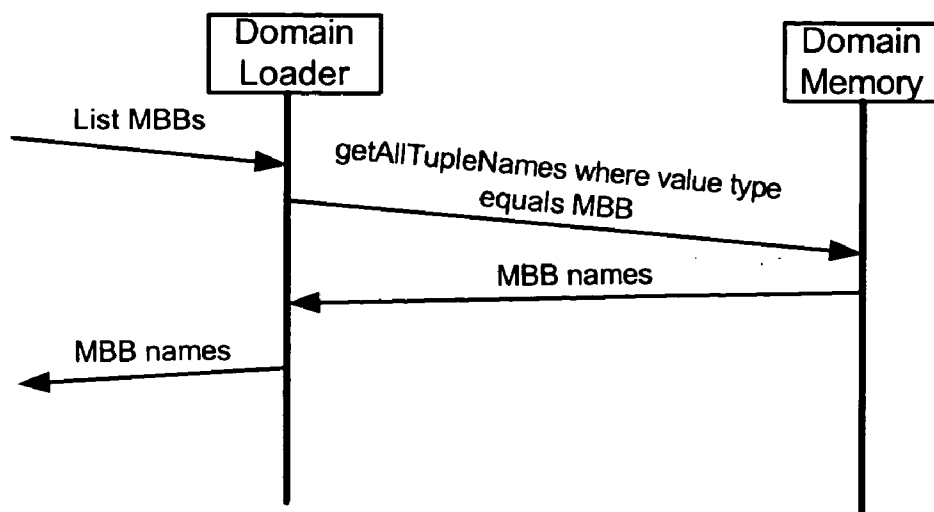 Domain
Loader
Domain
Memory
List MBBs
getAllTupleNames where value type
equals MBB
MBB names
MBB names